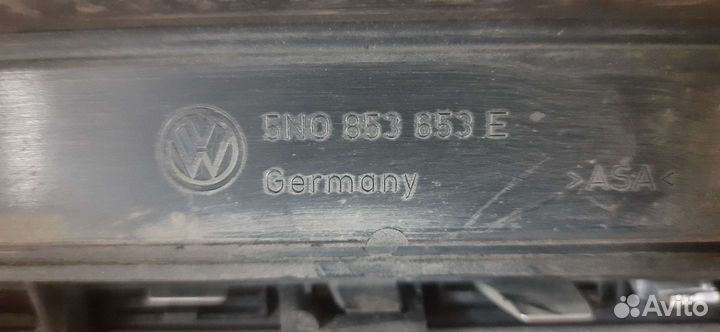 5N0 853 653 E
Germany
>ASA<
Avito